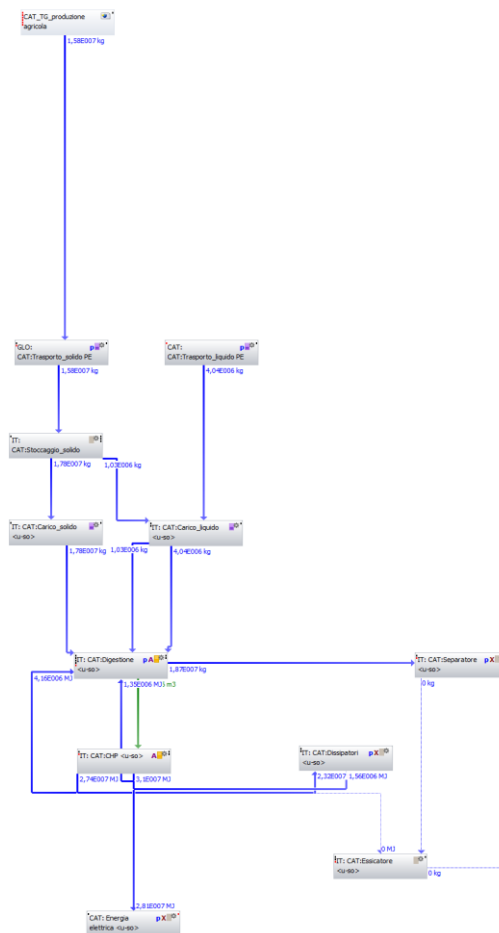 CAT_TG_produzione
agricola
1,58E007 kg
GLO:
CAT:Trasporto_solido PE
p
CAT:
CAT:Trasporto_liquido PE
p
1,58E007 kg
4,04E006 kg
IT:
CAT:Stoccaggio_solido
1,78E007 kg
1,03E006 kg
IT: CAT:Carico_solido
<u-so>
IT: CAT:Carico_liquido
<u-so>
1,78E007 kg
1,03E006 kg
4,04E006 kg
IT: CAT:Digestione
<u-so>
p A
IT: CAT:Separatore
<u-so>
p X
4,16E006 MJ
1,35E006 MJ
m3
1,87E007 kg
0 kg
IT: CAT:CHP <u-so>
A
IT: CAT:Dissipatori
<u-so>
p X
2,74E007 MJ
3,1E007 MJ
2,32E007
1,56E006 MJ
0 MJ
IT: CAT:Essicatore
<u-so>
0 kg
2,81E007 MJ
CAT: Energia
elettrica <u-so>
p X